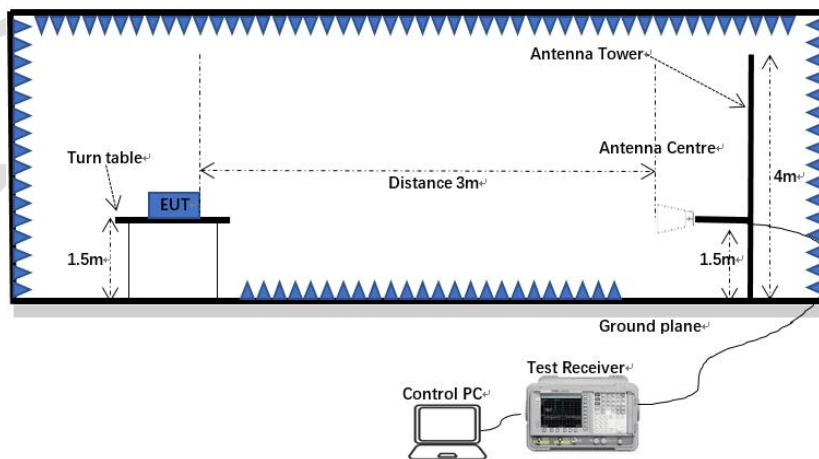 Antenna Tower↵
Antenna Centre
Turn table↵
Distance 3m↵
4m↵
EUT↵
1.5m↵
1.5m↵
Ground plane↵
Test Receiver↵
Control PC↵